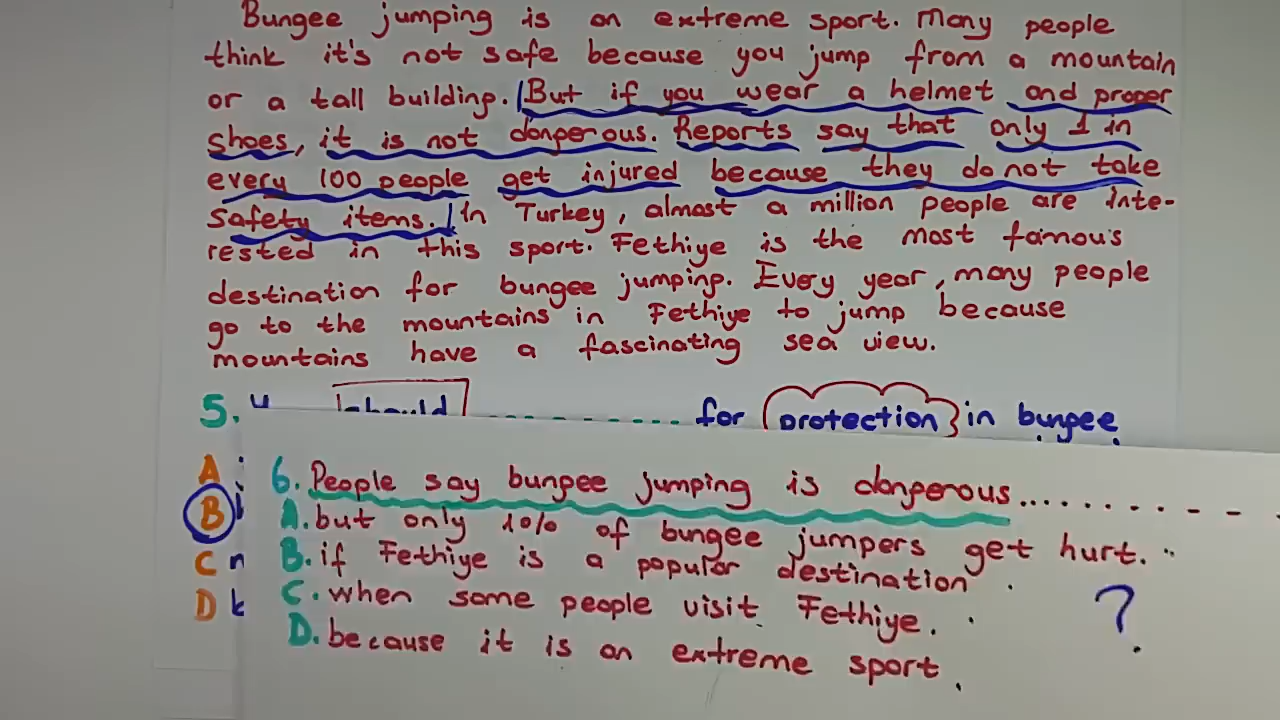 Bungee jumping is an extreme sport. Many people
think it's not safe because you jump from a mountain
or a tall building. But if you wear a helmet and proper
shoes, it is not dangerous. Reports say that only 1 in
every 100 people get injured because they do not take
safety items. In Turkey, almost a million people are inte-
rested in this sport. Fethiye is the most famous
destination for bungee jumping. Every year, many people
go to the mountains in Fethiye to jump because
mountains have a fascinating sea view.
5. should ........... for protection in bungee
A
B
C n
D k
6. People say bungee jumping is dangerous..........
A. but only 10% of bungee jumpers get hurt.
B. if Fethiye is a popular destination.
C. when some people visit Fethiye.
D. because it is an extreme sport.
?